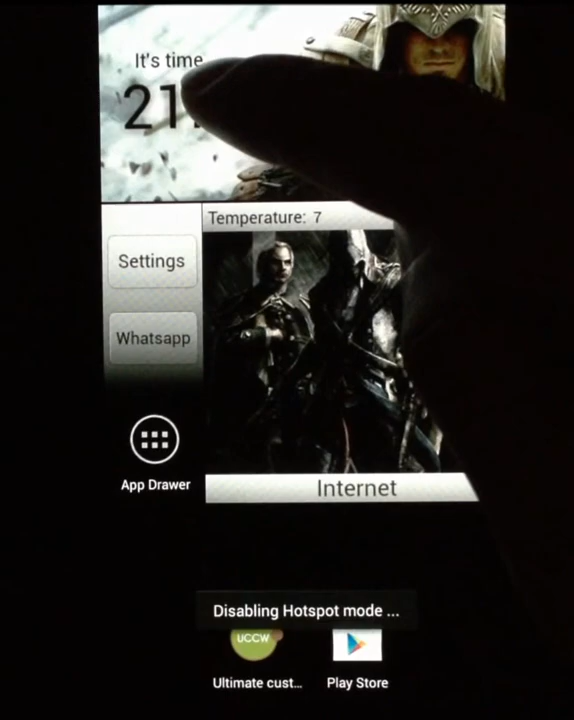 It's time
21:
Temperature: 7
Settings
Whatsapp
App Drawer
Internet
Disabling Hotspot mode ...
UCCW
Ultimate cust...
Play Store